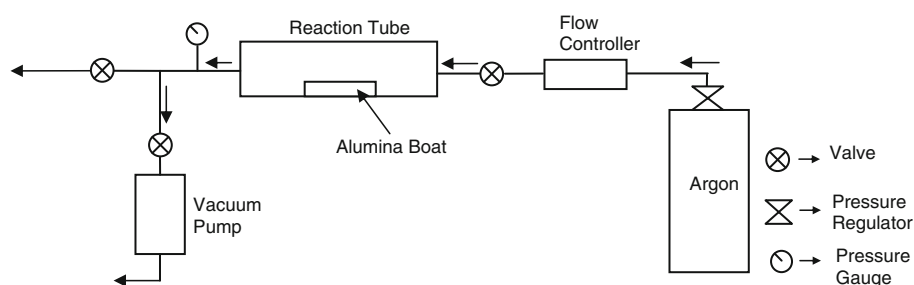 Reaction Tube
Flow
Controller
Alumina Boat
Vacuum
Pump
Argon
Valve
Pressure
Regulator
Pressure
Gauge